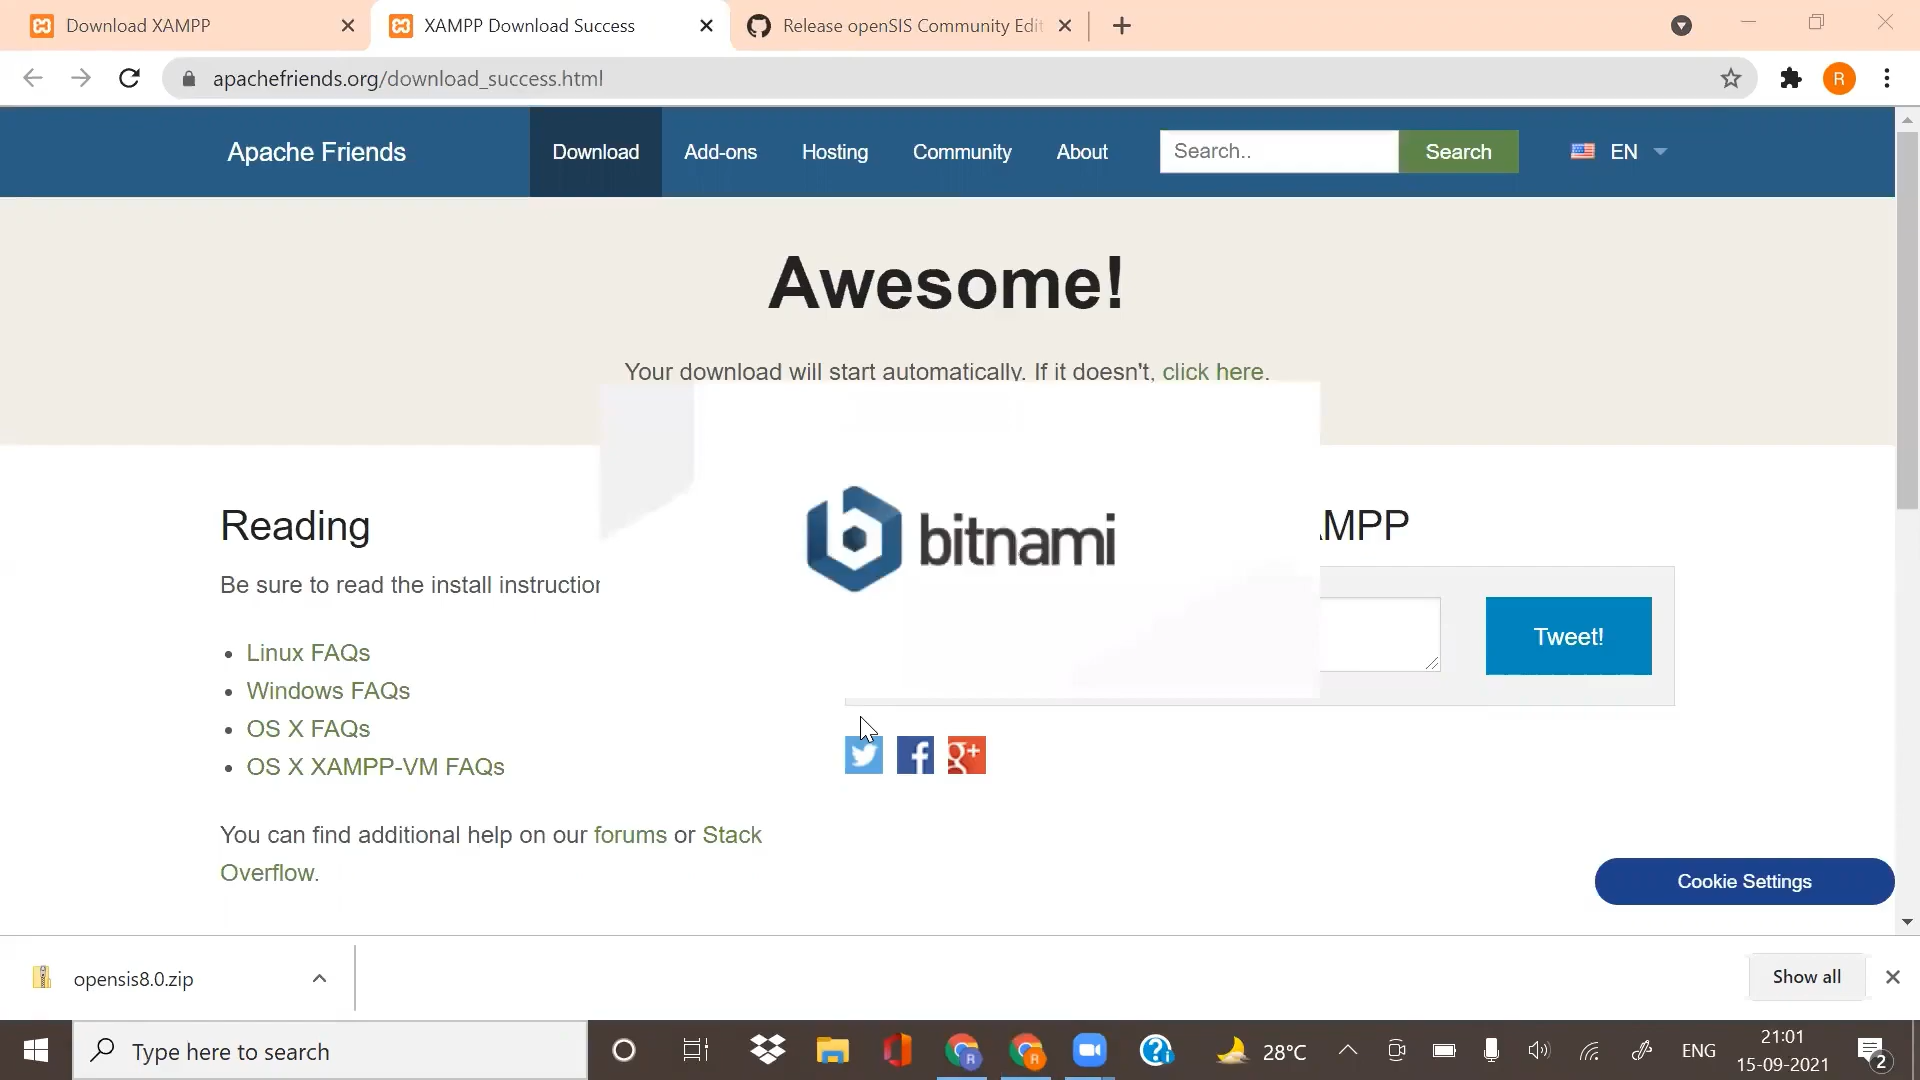 Download XAMPP
XAMPP Download Success
Release openSIS Community Edit
apachefriends.org/download_success.html
R
Apache Friends
Download
Add-ons
Hosting
Community
About
Search..
Search
EN
Awesome!
Your download will start automatically. If it doesn't, click here.
bitnami
Reading
AMPP
Be sure to read the install instruction
Linux FAQs
Windows FAQs
OS X FAQs
OS X XAMPP-VM FAQs
Tweet!
You can find additional help on our forums or Stack
Overflow.
Cookie Settings
opensis8.0.zip
Show all
Type here to search
28°C
ENG
21:01
15-09-2021
2